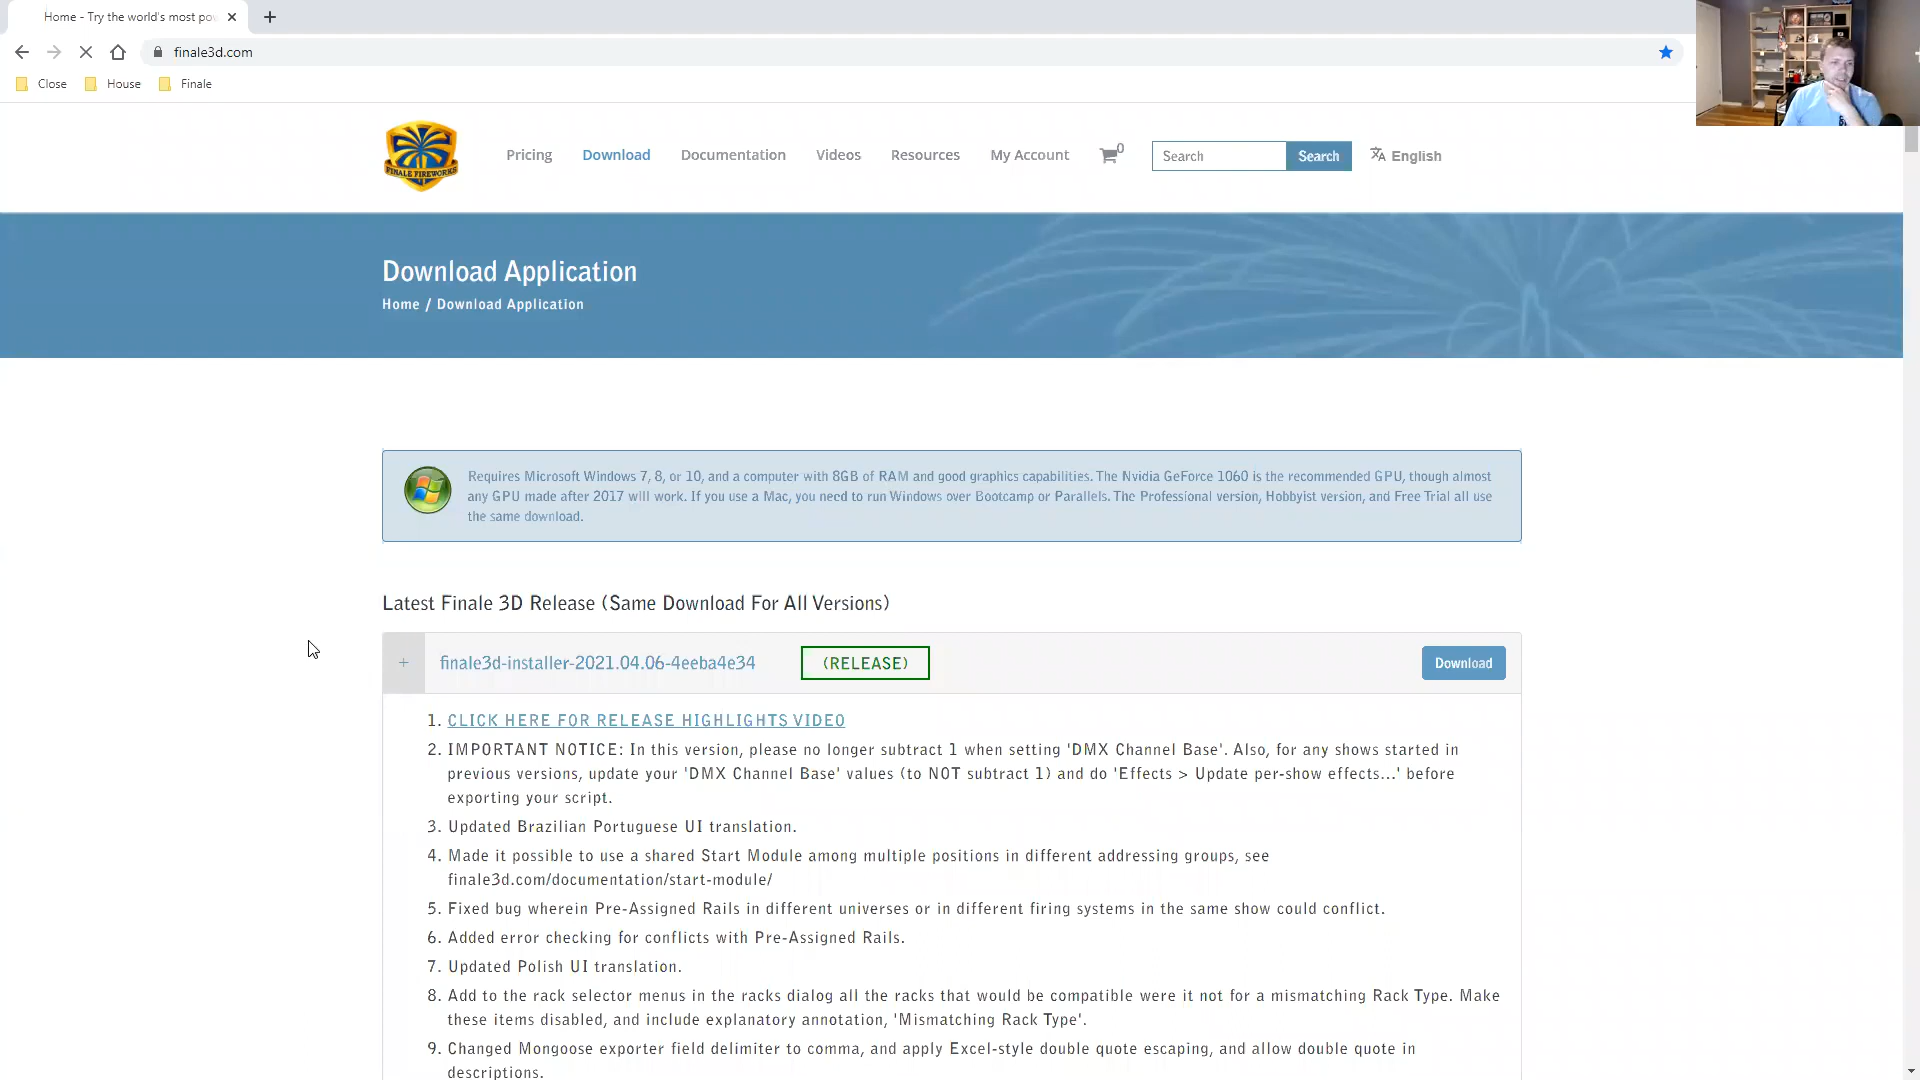 Home - Try the world's most po
finale3d.com
Close House Finale
FINALE FIREWORKS
Pricing Download Documentation Videos Resources My Account 0 Search Search English
Download Application
Home / Download Application
Requires Microsoft Windows 7, 8, or 10, and a computer with 8GB of RAM and good graphics capabilities. The Nvidia GeForce 1060 is the recommended GPU, though almost
any GPU made after 2017 will work. If you use a Mac, you need to run Windows over Bootcamp or Parallels. The Professional version, Hobbyist version, and Free Trial all use
the same download.
Latest Finale 3D Release (Same Download For All Versions)
+ finale3d-installer-2021.04.06-4eeba4e34 (RELEASE) Download
1. CLICK HERE FOR RELEASE HIGHLIGHTS VIDEO
2. IMPORTANT NOTICE: In this version, please no longer subtract 1 when setting 'DMX Channel Base'. Also, for any shows started in
previous versions, update your 'DMX Channel Base' values (to NOT subtract 1) and do 'Effects > Update per-show effects...' before
exporting your script.
3. Updated Brazilian Portuguese UI translation.
4. Made it possible to use a shared Start Module among multiple positions in different addressing groups, see
finale3d.com/documentation/start-module/
5. Fixed bug wherein Pre-Assigned Rails in different universes or in different firing systems in the same show could conflict.
6. Added error checking for conflicts with Pre-Assigned Rails.
7. Updated Polish UI translation.
8. Add to the rack selector menus in the racks dialog all the racks that would be compatible were it not for a mismatching Rack Type. Make
these items disabled, and include explanatory annotation, 'Mismatching Rack Type'.
9. Changed Mongoose exporter field delimiter to comma, and apply Excel-style double quote escaping, and allow double quote in
descriptions.